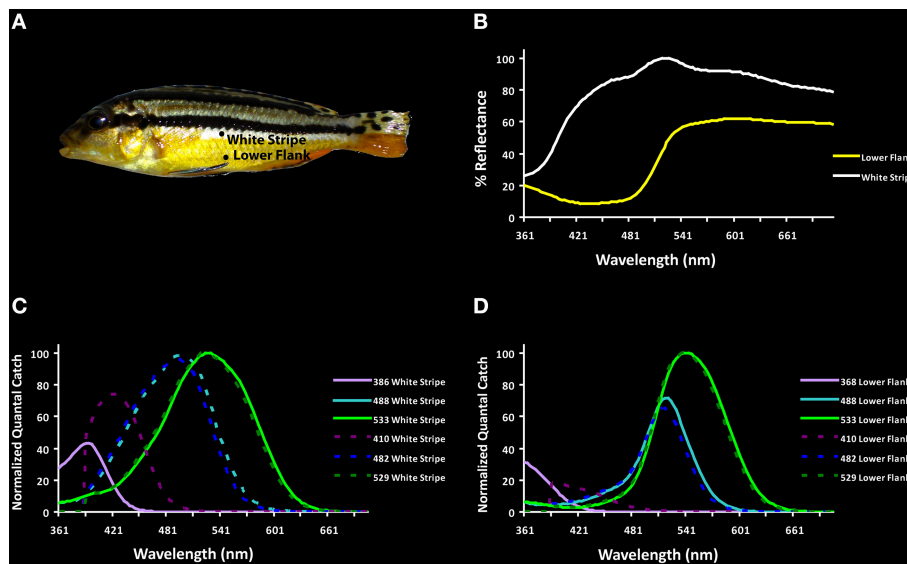 A
White Stripe
Lower Flank
B
% Reflectance
100
80
60
40
20
0
361
421
481
541
601
661
Wavelength (nm)
Lower Flan
White Strip
C
Normalized Quantal Catch
100
80
60
40
20
0
361
421
481
541
601
661
Wavelength (nm)
386 White Stripe
488 White Stripe
533 White Stripe
410 White Stripe
482 White Stripe
529 White Stripe
D
Normalized Quantal Catch
100
80
60
40
20
0
361
421
481
541
601
661
Wavelength (nm)
368 Lower Flank
488 Lower Flank
533 Lower Flank
410 Lower Flank
482 Lower Flank
529 Lower Flank